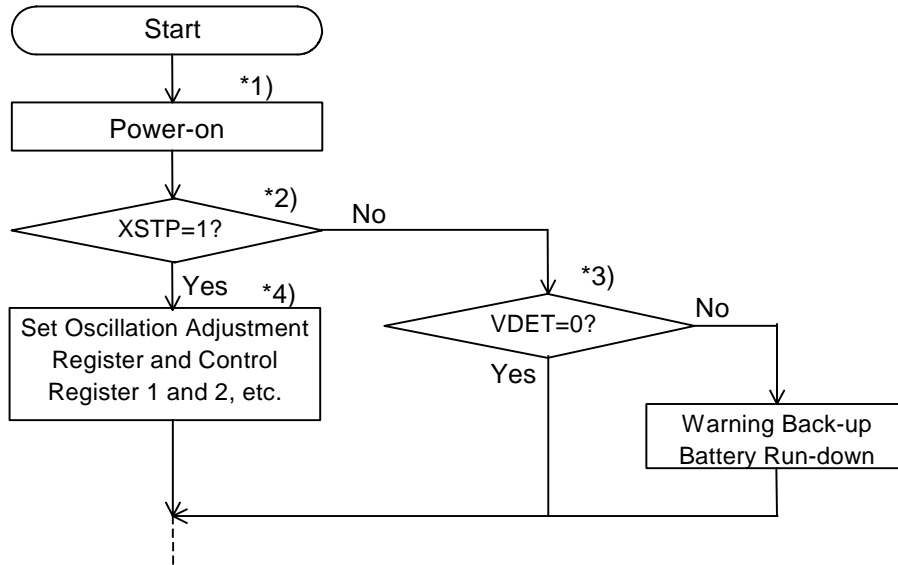 Start
*1)
Power-on
*2)
XSTP=1?
No
Yes
*4)
Set Oscillation Adjustment
Register and Control
Register 1 and 2, etc.
*3)
VDET=0?
No
Yes
Warning Back-up
Battery Run-down